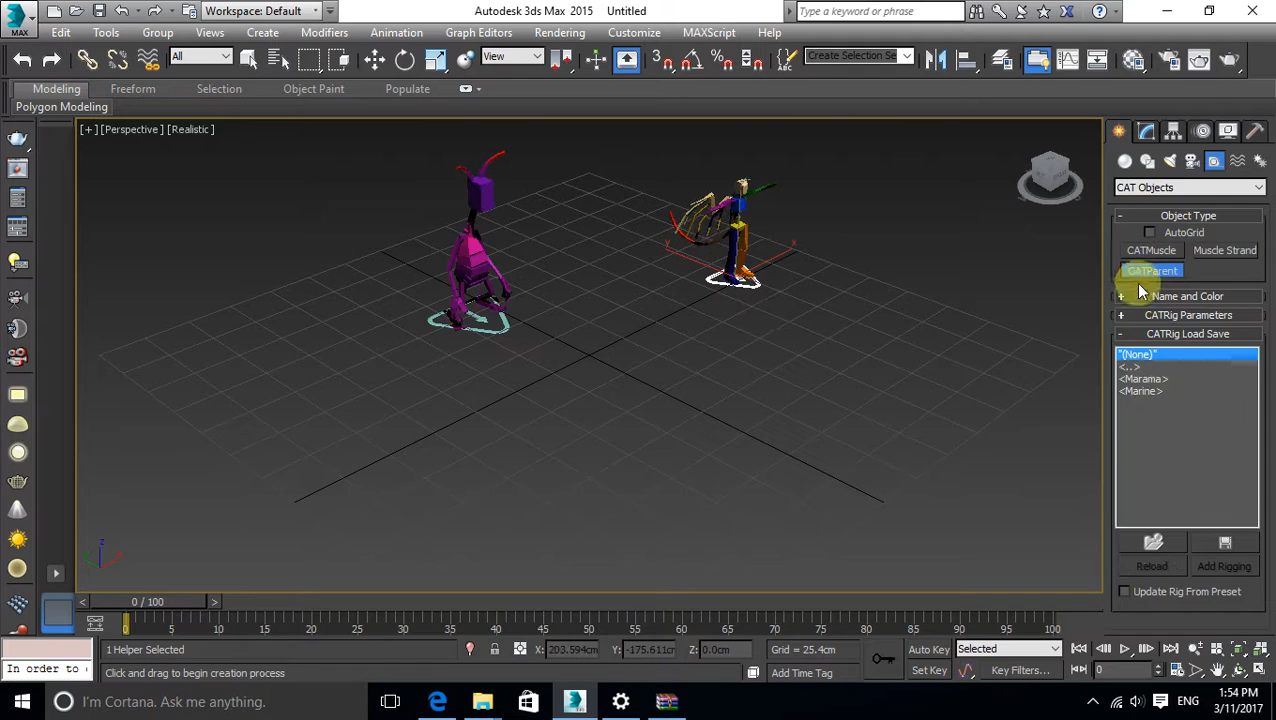 MAX
Workspace: Default
Autodesk 3ds Max 2015 Untitled
Type a keyword or phrase
Edit Tools Group Views Create Modifiers Animation Graph Editors Rendering Customize MAXScript Help
All
View
Create Selection Se
Modeling Freeform Selection Object Paint Populate
Polygon Modeling
[+] [Perspective] [Realistic]
CAT Objects
- Object Type
AutoGrid
CATMuscle Muscle Strand
CATParent
+ Name and Color
+ CATRig Parameters
- CATRig Load Save
"(None)"
<..>
<Marama>
<Marine>
Reload Add Rigging
Update Rig From Preset
z
x
y
x
< 0 / 100 >
0 5 10 15 20 25 30 35 40 45 50 55 60 65 70 75 80 85 90 95 100
1 Helper Selected
X: 203.594cm Y: -175.611cm Z: 0.0cm Grid = 25.4cm
Auto Key Selected
In order to
Click and drag to begin creation process
Add Time Tag
Set Key Key Filters...
0
I'm Cortana. Ask me anything.
ENG
1:54 PM
3/11/2017